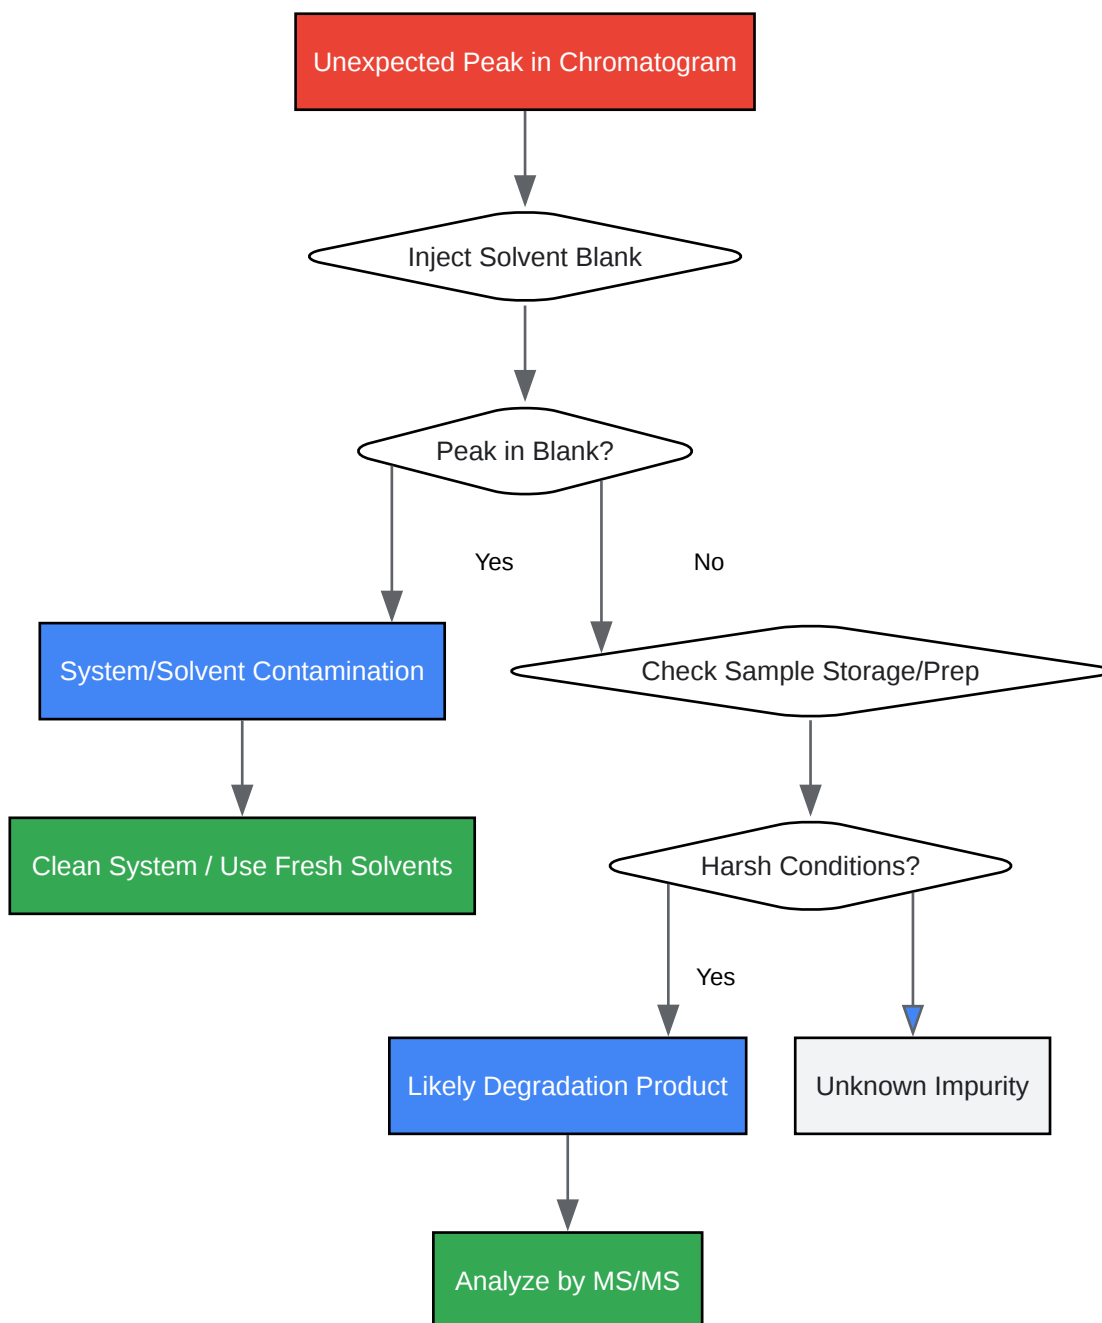 Unexpected Peak in Chromatogram
Inject Solvent Blank
Peak in Blank?
Yes
No
System/Solvent Contamination
Check Sample Storage/Prep
Clean System / Use Fresh Solvents
Harsh Conditions?
Yes
Likely Degradation Product
Unknown Impurity
Analyze by MS/MS